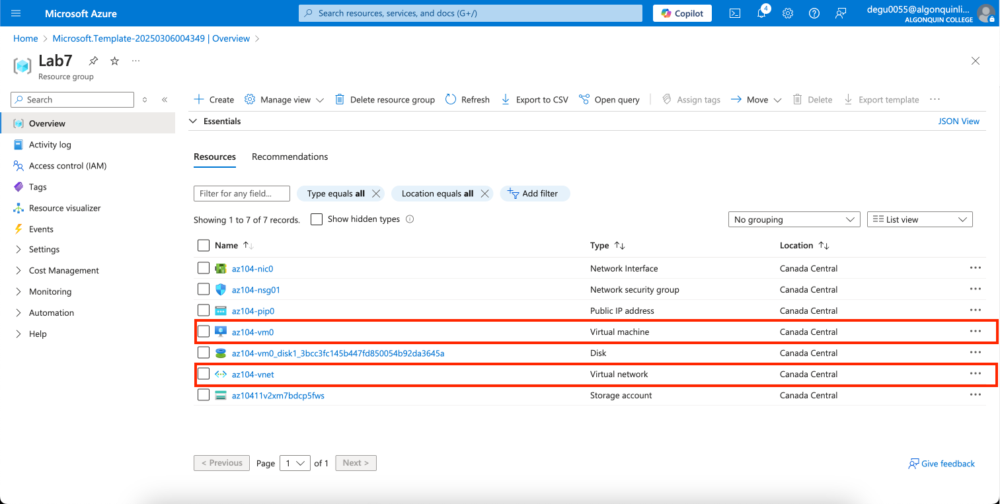 Microsoft Azure
Search resources, services, and docs (G+/)
Copilot
4
degu0055@algonquinli...
ALGONQUIN COLLEGE
Home > Microsoft.Template-20250306004349 | Overview >
Lab7
...
Resource group
Search
Create
Manage view
Delete resource group
Refresh
Export to CSV
Open query
Assign tags
Move
Delete
Export template
...
Overview
Activity log
Access control (IAM)
Tags
Resource visualizer
Events
Settings
Cost Management
Monitoring
Automation
Help
Essentials
JSON View
Resources
Recommendations
Filter for any field...
Type equals all
Location equals all
Add filter
Showing 1 to 7 of 7 records.
Show hidden types
No grouping
List view
Name Type Location
az104-nic0 Network Interface Canada Central ...
az104-nsg01 Network security group Canada Central ...
az104-pip0 Public IP address Canada Central ...
az104-vm0 Virtual machine Canada Central ...
az104-vm0_disk1_3bcc3fc145b447fd850054b92da3645a Disk Canada Central ...
az104-vnet Virtual network Canada Central ...
az10411v2xm7bdcp5fws Storage account Canada Central ...
< Previous Page 1 of 1 Next >
Give feedback